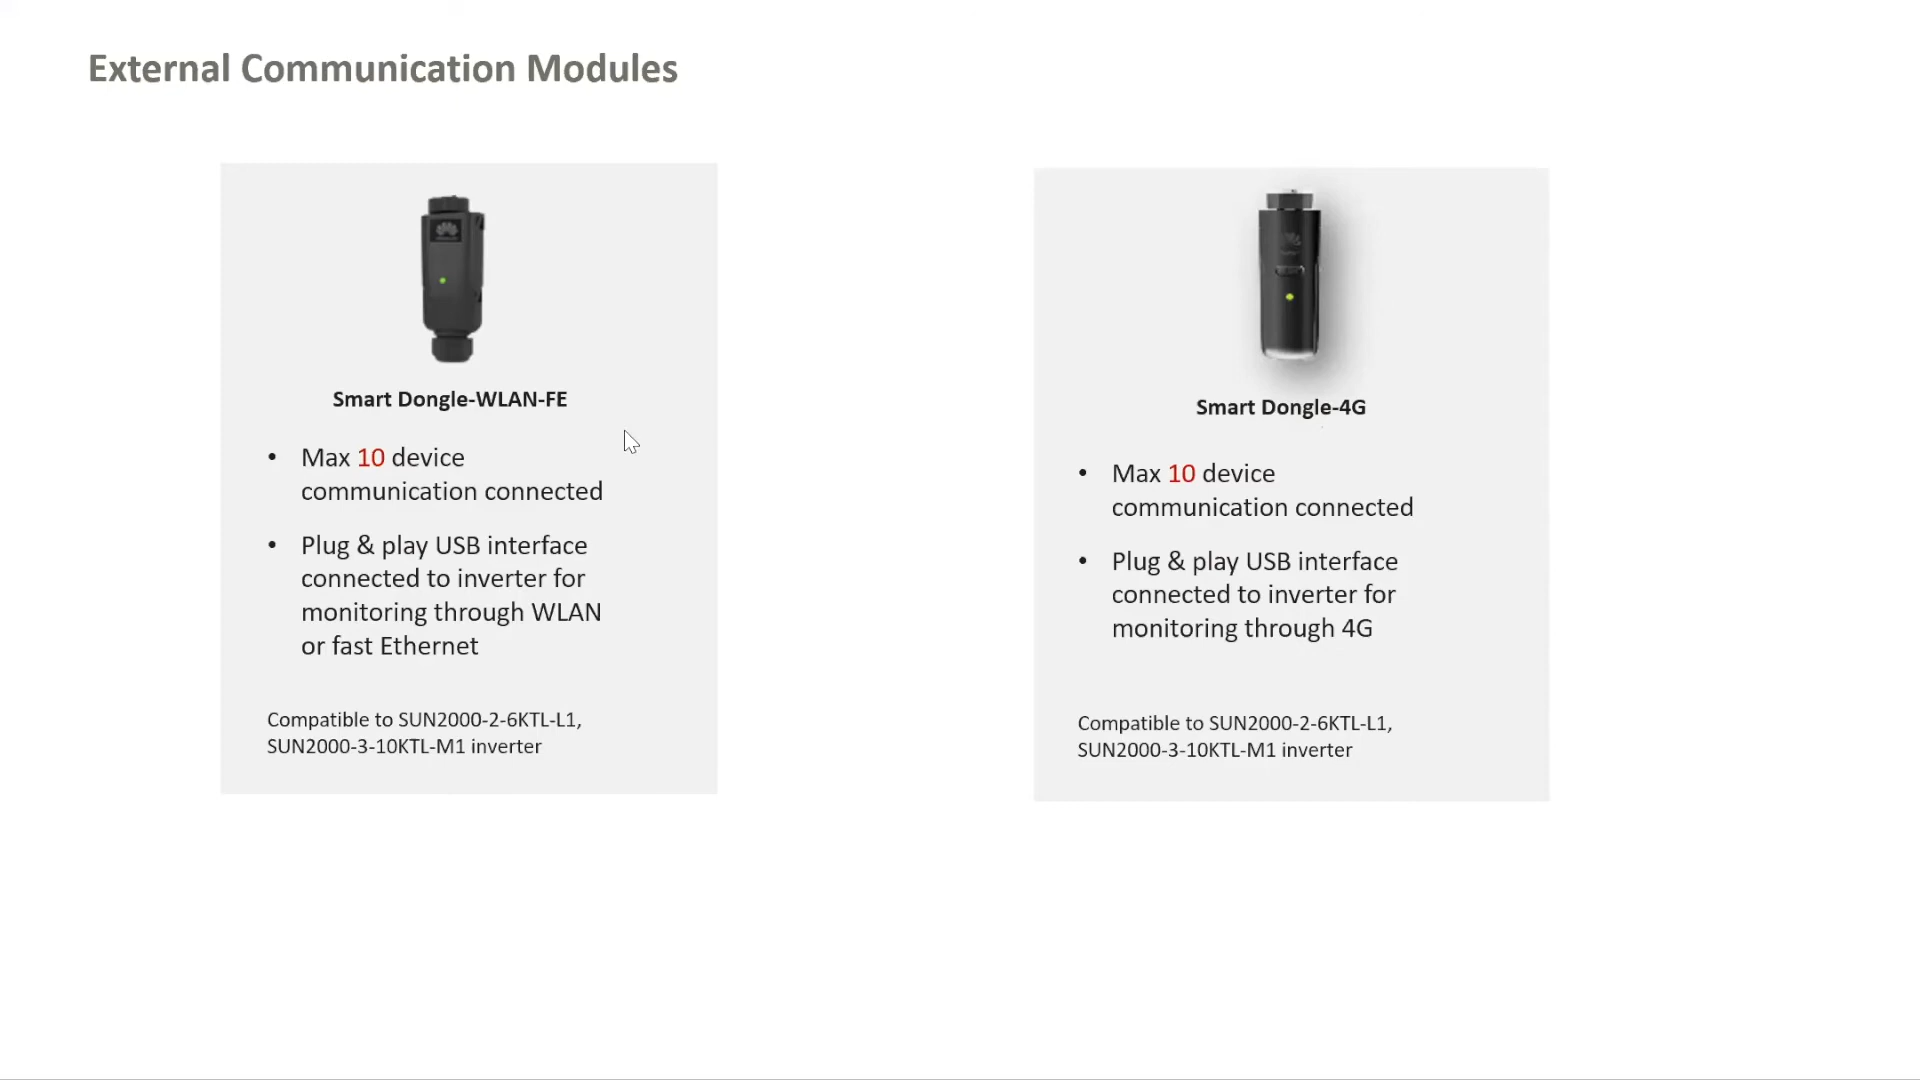 External Communication Modules
Smart Dongle-WLAN-FE
• Max 10 device
communication connected
• Plug & play USB interface
connected to inverter for
monitoring through WLAN
or fast Ethernet
Compatible to SUN2000-2-6KTL-L1,
SUN2000-3-10KTL-M1 inverter
Smart Dongle-4G
• Max 10 device
communication connected
• Plug & play USB interface
connected to inverter for
monitoring through 4G
Compatible to SUN2000-2-6KTL-L1,
SUN2000-3-10KTL-M1 inverter